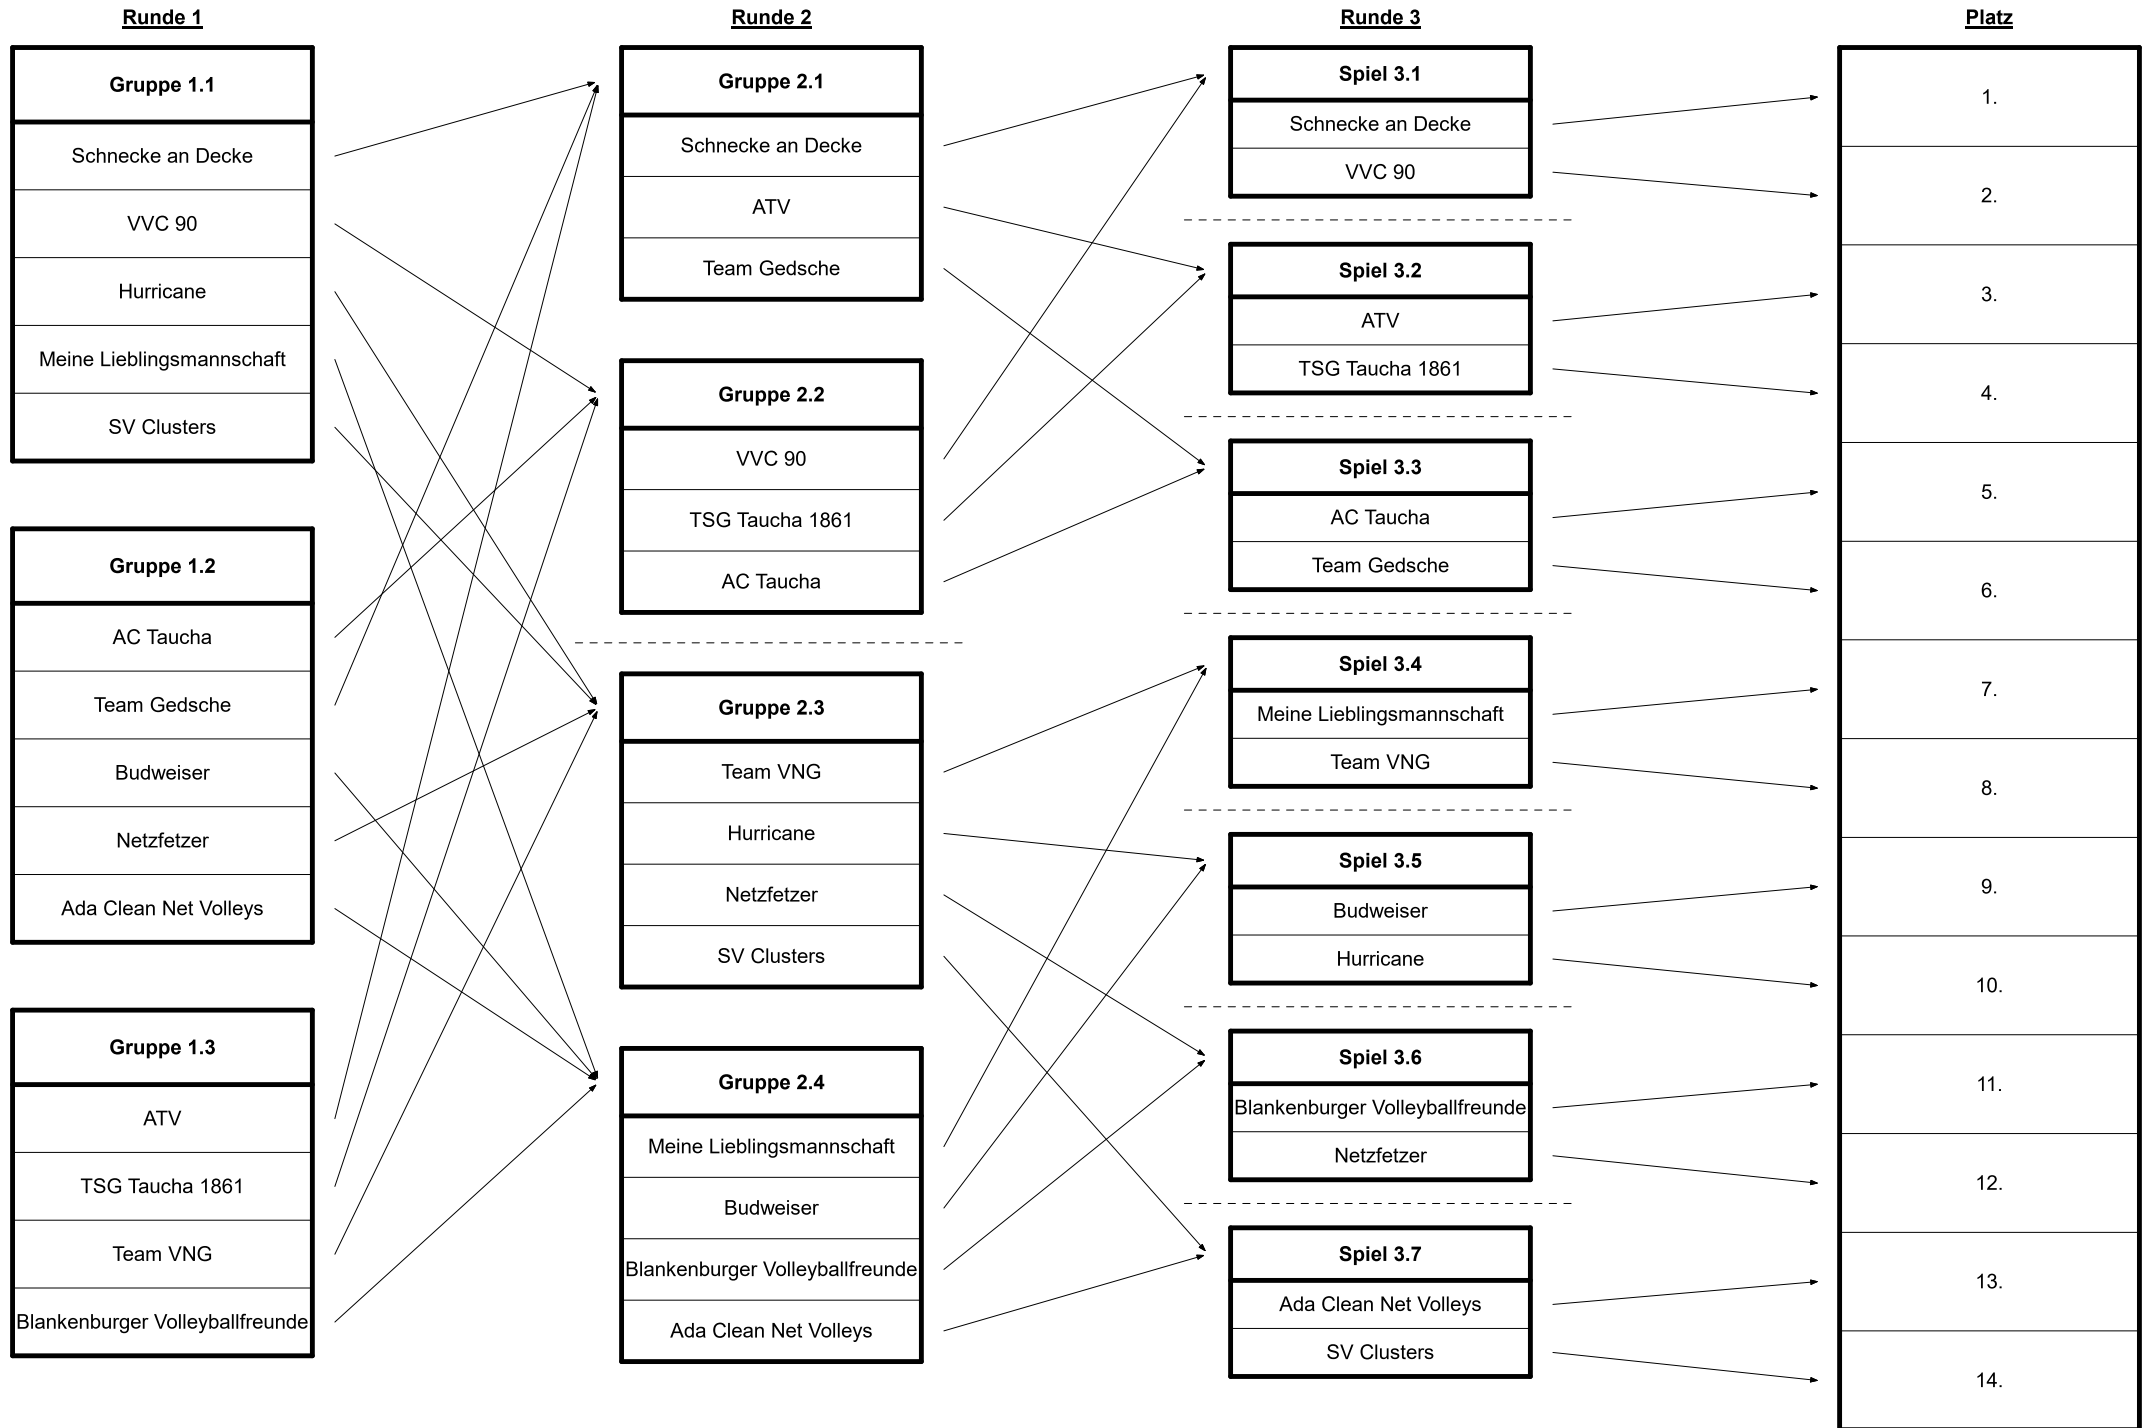 Runde 1
Gruppe 1.1
Schnecke an Decke
VVC 90
Hurricane
Meine Lieblingsmannschaft
SV Clusters
Gruppe 1.2
AC Taucha
Team Gedsche
Budweiser
Netzfetzer
Ada Clean Net Volleys
Gruppe 1.3
ATV
TSG Taucha 1861
Team VNG
Blankenburger Volleyballfreunde
Runde 2
Gruppe 2.1
Schnecke an Decke
ATV
Team Gedsche
Gruppe 2.2
VVC 90
TSG Taucha 1861
AC Taucha
Gruppe 2.3
Team VNG
Hurricane
Netzfetzer
SV Clusters
Gruppe 2.4
Meine Lieblingsmannschaft
Budweiser
Blankenburger Volleyballfreunde
Ada Clean Net Volleys
Runde 3
Spiel 3.1
Schnecke an Decke
VVC 90
Spiel 3.2
ATV
TSG Taucha 1861
Spiel 3.3
AC Taucha
Team Gedsche
Spiel 3.4
Meine Lieblingsmannschaft
Team VNG
Spiel 3.5
Budweiser
Hurricane
Spiel 3.6
Blankenburger Volleyballfreunde
Netzfetzer
Spiel 3.7
Ada Clean Net Volleys
SV Clusters
Platz
1.
2.
3.
4.
5.
6.
7.
8.
9.
10.
11.
12.
13.
14.